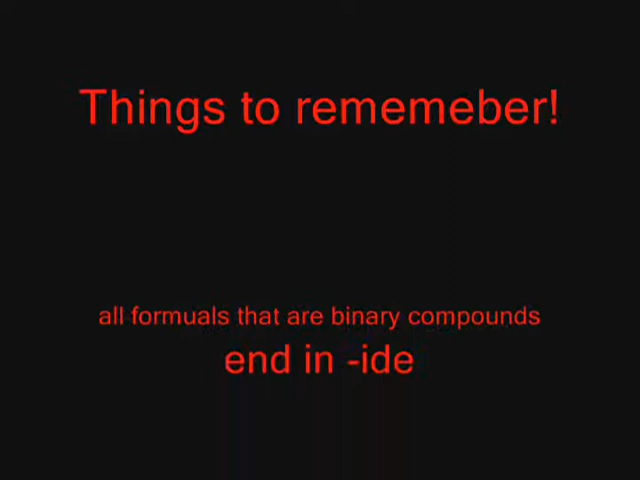 Things to rememeber!
all formuals that are binary compounds
end in -ide